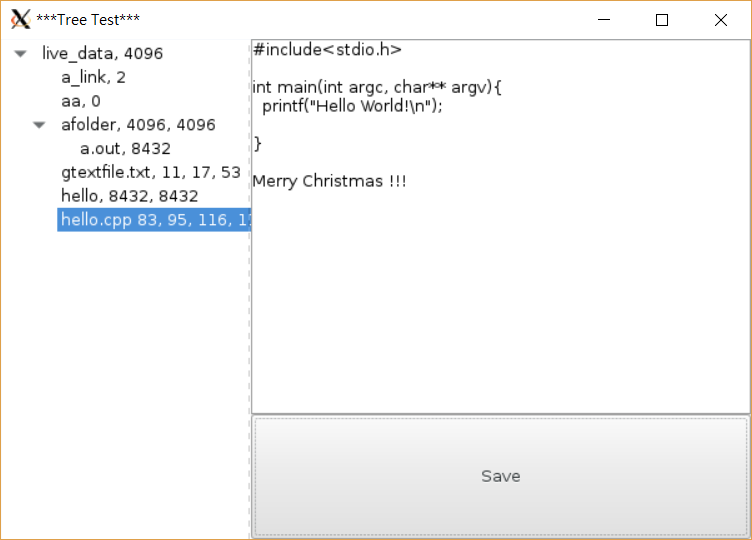 ***Tree Test***
live_data, 4096
a_link, 2
aa, 0
afolder, 4096, 4096
a.out, 8432
gtextfile.txt, 11, 17, 53
hello, 8432, 8432
hello.cpp 83, 95, 116,
#include<stdio.h>
int main(int argc, char** argv){
printf("Hello World!\n");
}
Merry Christmas !!!
Save